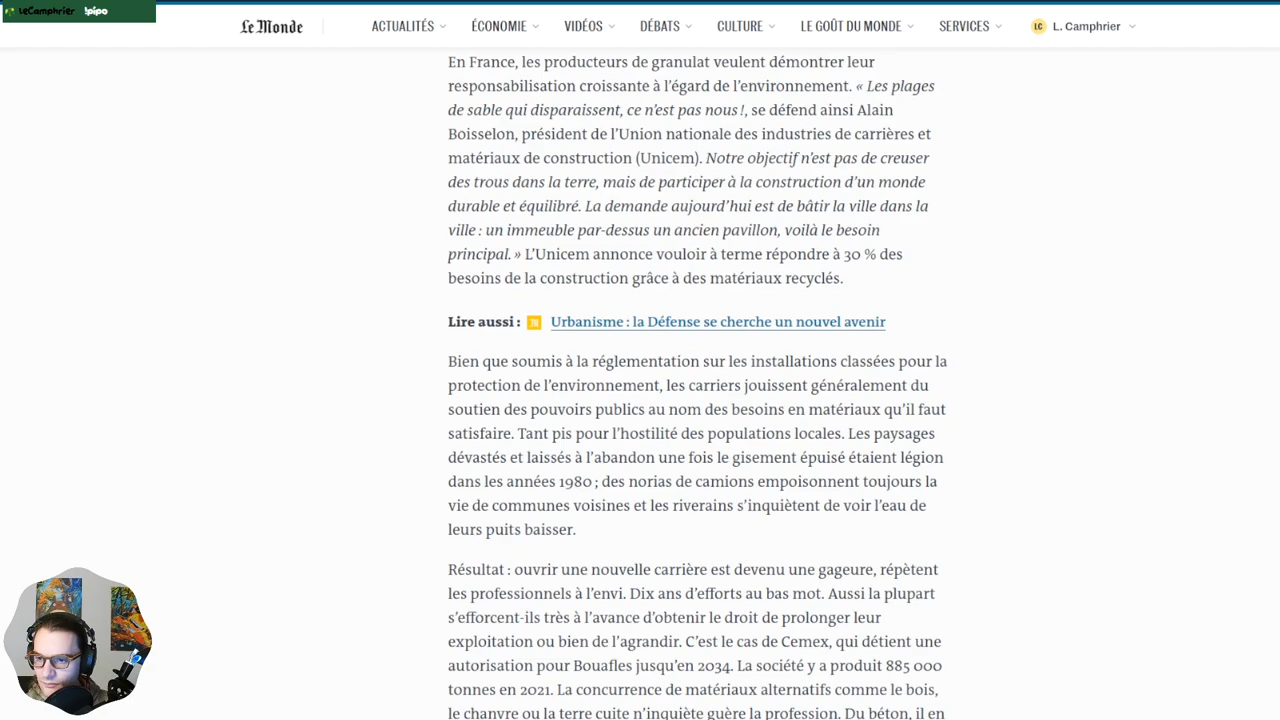 LeCamphrier !pipo
Le Monde ACTUALITÉS ÉCONOMIE VIDÉOS DÉBATS CULTURE LE GOÛT DU MONDE SERVICES LC L. Camphrier
En France, les producteurs de granulat veulent démontrer leur
responsabilisation croissante à l’égard de l’environnement. « Les plages
de sable qui disparaissent, ce n’est pas nous !, se défend ainsi Alain
Boisselon, président de l’Union nationale des industries de carrières et
matériaux de construction (Unicem). Notre objectif n’est pas de creuser
des trous dans la terre, mais de participer à la construction d’un monde
durable et équilibré. La demande aujourd’hui est de bâtir la ville dans la
ville : un immeuble par-dessus un ancien pavillon, voilà le besoin
principal. » L’Unicem annonce vouloir à terme répondre à 30 % des
besoins de la construction grâce à des matériaux recyclés.
Lire aussi : Urbanisme : la Défense se cherche un nouvel avenir
Bien que soumis à la réglementation sur les installations classées pour la
protection de l’environnement, les carriers jouissent généralement du
soutien des pouvoirs publics au nom des besoins en matériaux qu’il faut
satisfaire. Tant pis pour l’hostilité des populations locales. Les paysages
dévastés et laissés à l’abandon une fois le gisement épuisé étaient légion
dans les années 1980 ; des norias de camions empoisonnent toujours la
vie de communes voisines et les riverains s’inquiètent de voir l’eau de
leurs puits baisser.
Résultat : ouvrir une nouvelle carrière est devenu une gageure, répètent
les professionnels à l’envi. Dix ans d’efforts au bas mot. Aussi la plupart
s’efforcent-ils très à l’avance d’obtenir le droit de prolonger leur
exploitation ou bien de l’agrandir. C’est le cas de Cemex, qui détient une
autorisation pour Bouafles jusqu’en 2034. La société y a produit 885 000
tonnes en 2021. La concurrence de matériaux alternatifs comme le bois,
le chanvre ou la terre cuite n’inquiète guère la profession. Du béton, il en